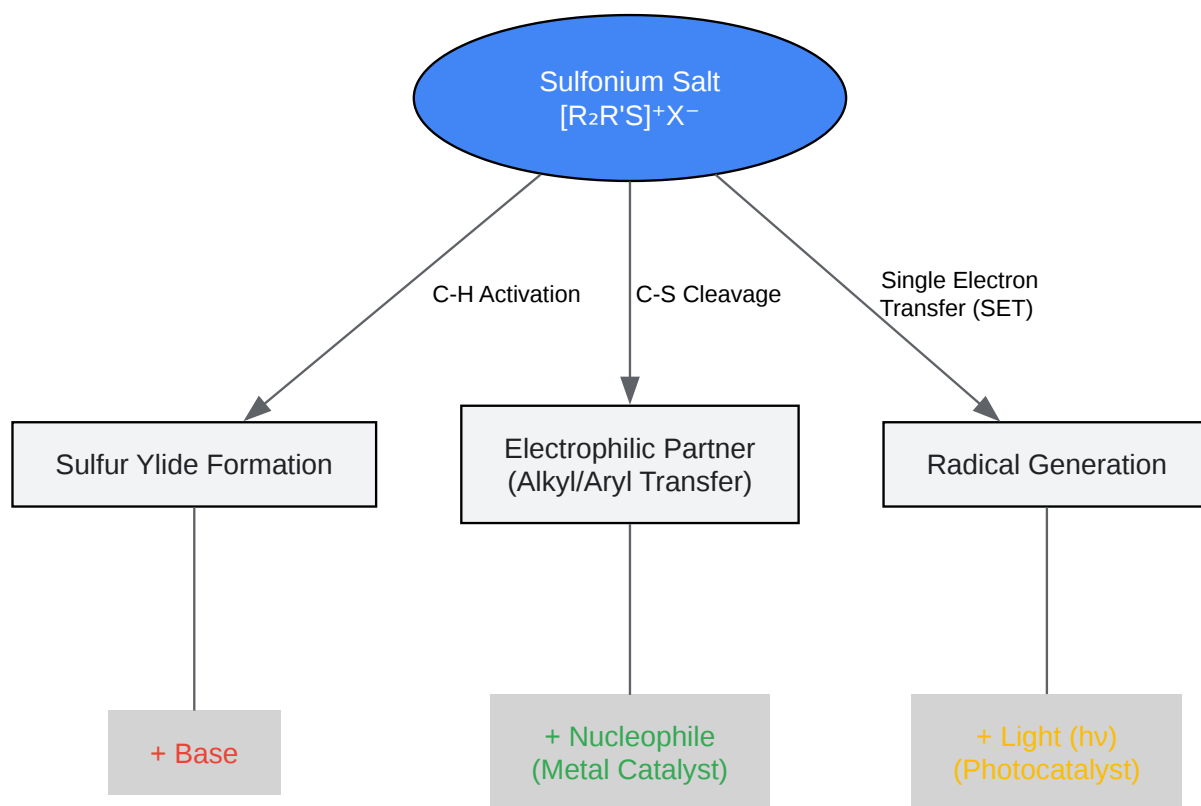 Sulfonium Salt
[R₂R'S]⁺X⁻
C-H Activation
C-S Cleavage
Single Electron
Transfer (SET)
Sulfur Ylide Formation
Electrophilic Partner
(Alkyl/Aryl Transfer)
Radical Generation
+ Base
+ Nucleophile
(Metal Catalyst)
+ Light (hν)
(Photocatalyst)